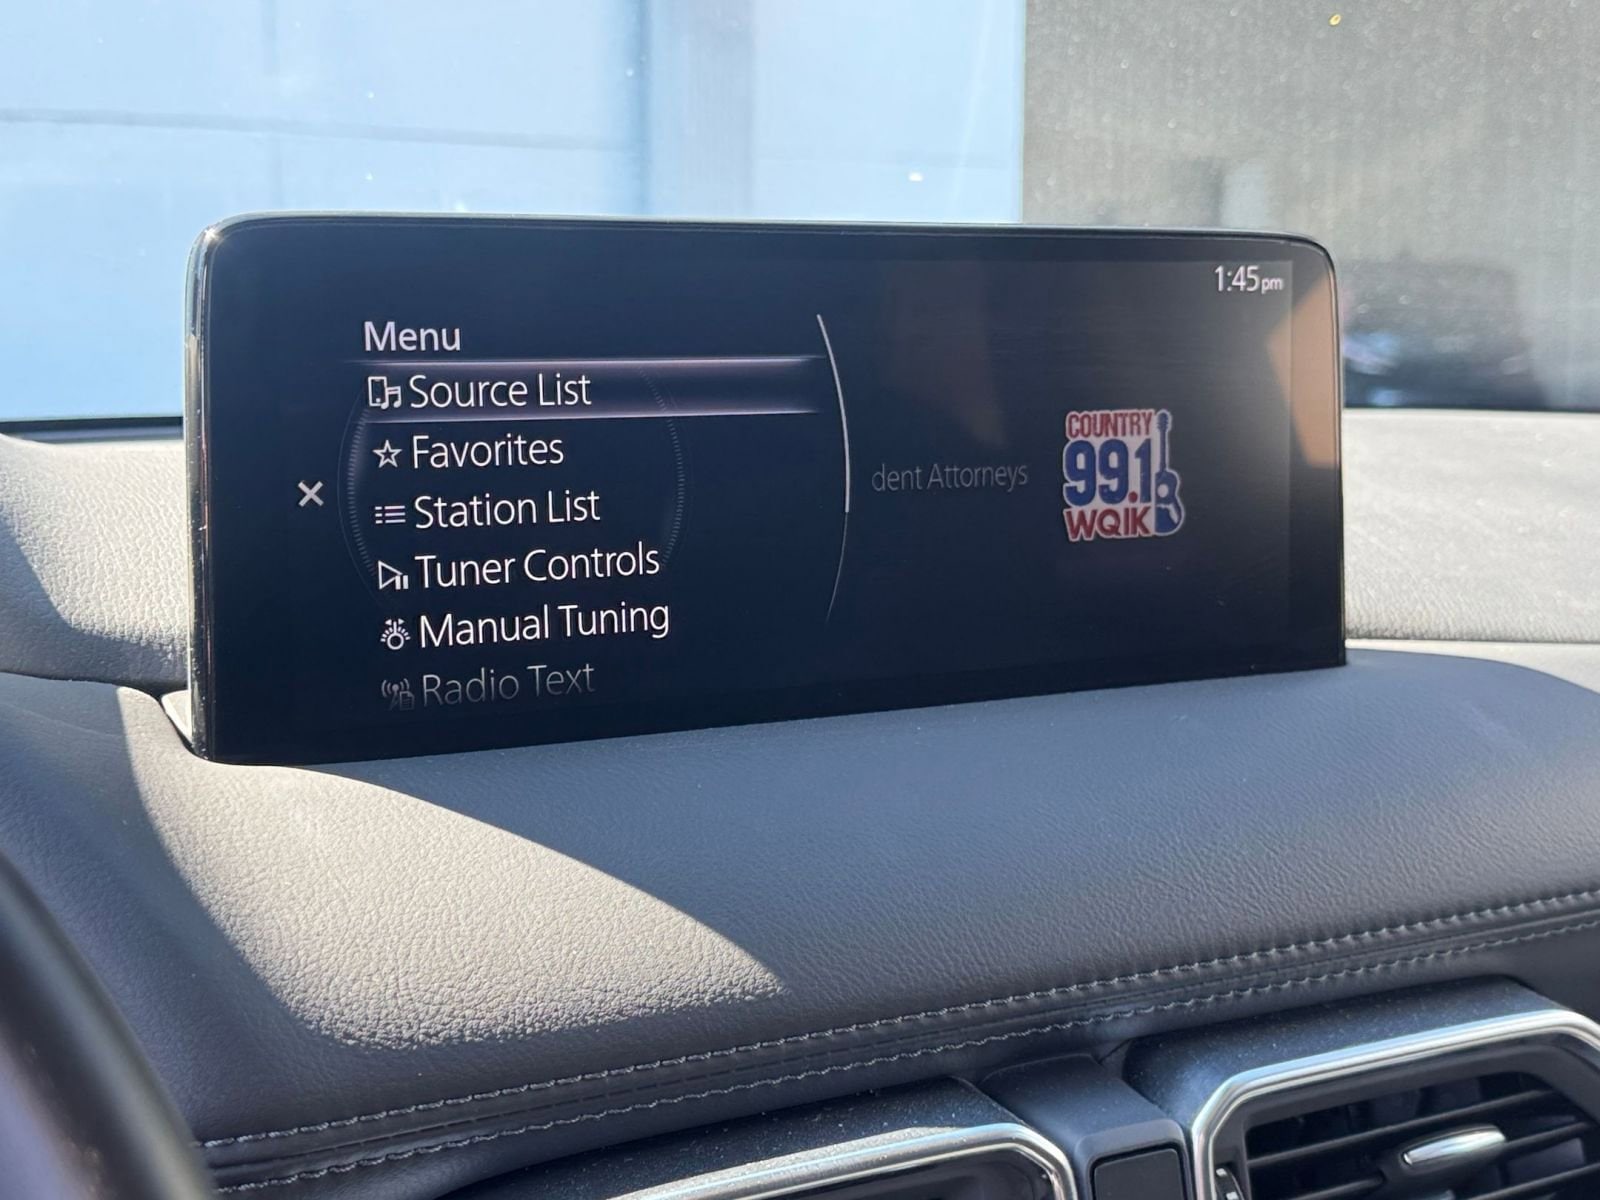 1:45pm
Menu
Source List
Favorites
Station List
Tuner Controls
Manual Tuning
Radio Text
dent Attorneys
COUNTRY
99.1
WQIK